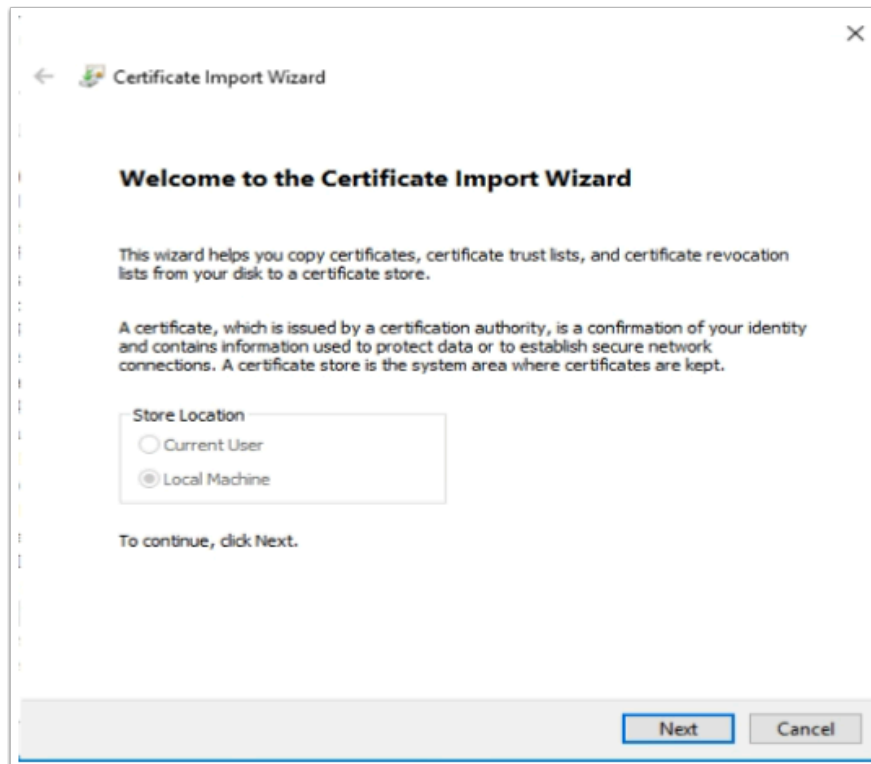 Certificate Import Wizard
Welcome to the Certificate Import Wizard
This wizard helps you copy certificates, certificate trust lists, and certificate revocation
lists from your disk to a certificate store.
A certificate, which is issued by a certification authority, is a confirmation of your identity
and contains information used to protect data or to establish secure network
connections. A certificate store is the system area where certificates are kept.
Store Location
Current User
Local Machine
To continue, click Next.
Next Cancel